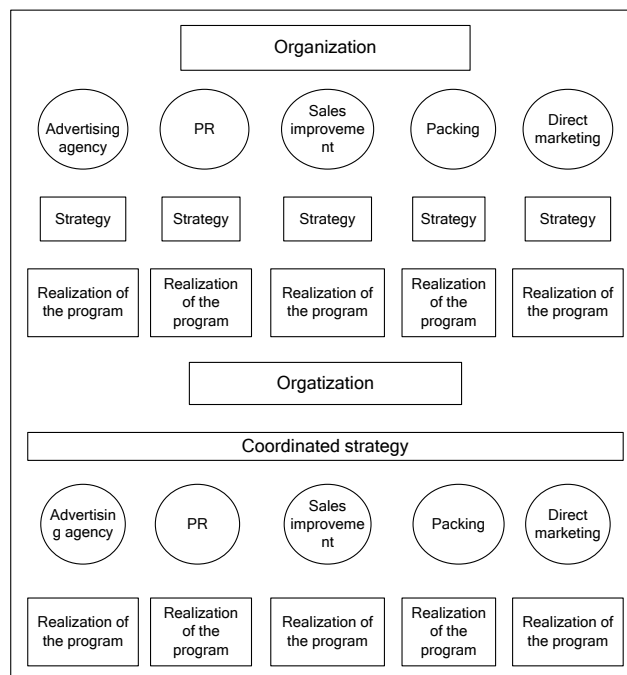 Organization
Advertising
agency
PR
Sales
improveme
nt
Packing
Direct
marketing
Strategy
Strategy
Strategy
Strategy
Strategy
Realization of
the program
Realization
of the
program
Realization of
the program
Realization
of the
program
Realization of
the program
Orgatization
Coordinated strategy
Advertisin
g agency
PR
Sales
improveme
nt
Packing
Direct
marketing
Realization of
the program
Realization
of the
program
Realization of
the program
Realization
of the
program
Realization of
the program